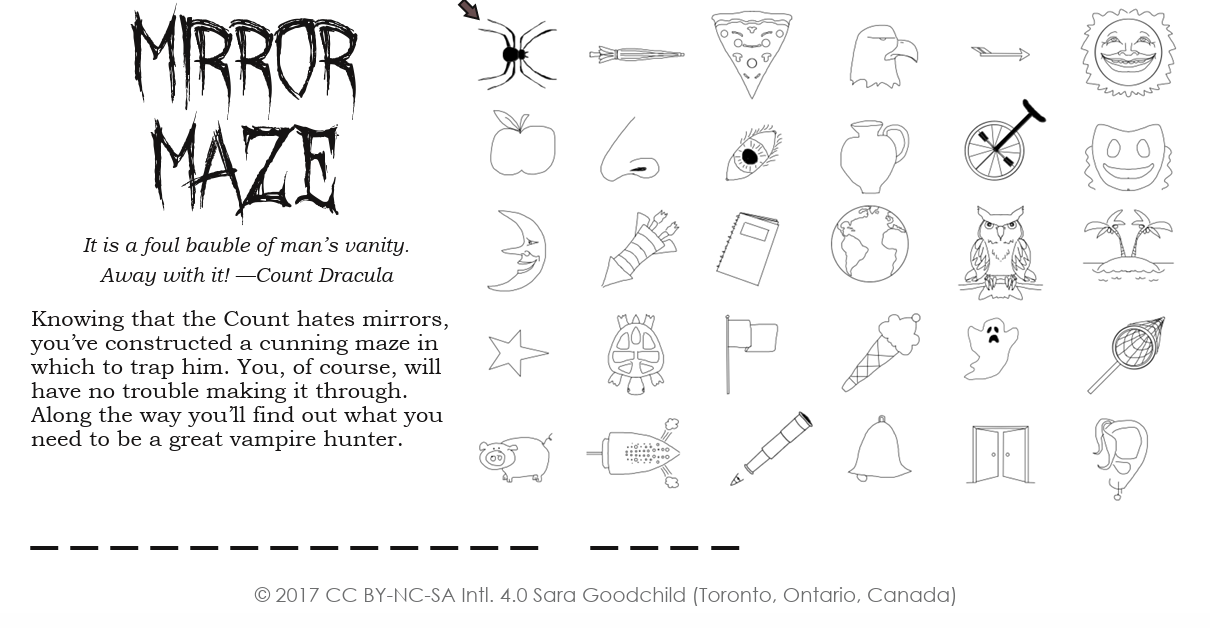 MIRROR
MAZE
It is a foul bauble of man's vanity.
Away with it! —Count Dracula
Knowing that the Count hates mirrors,
you've constructed a cunning maze in
which to trap him. You, of course, will
have no trouble making it through.
Along the way you'll find out what you
need to be a great vampire hunter.
© 2017 CC BY-NC-SA Intl. 4.0 Sara Goodchild (Toronto, Ontario, Canada)